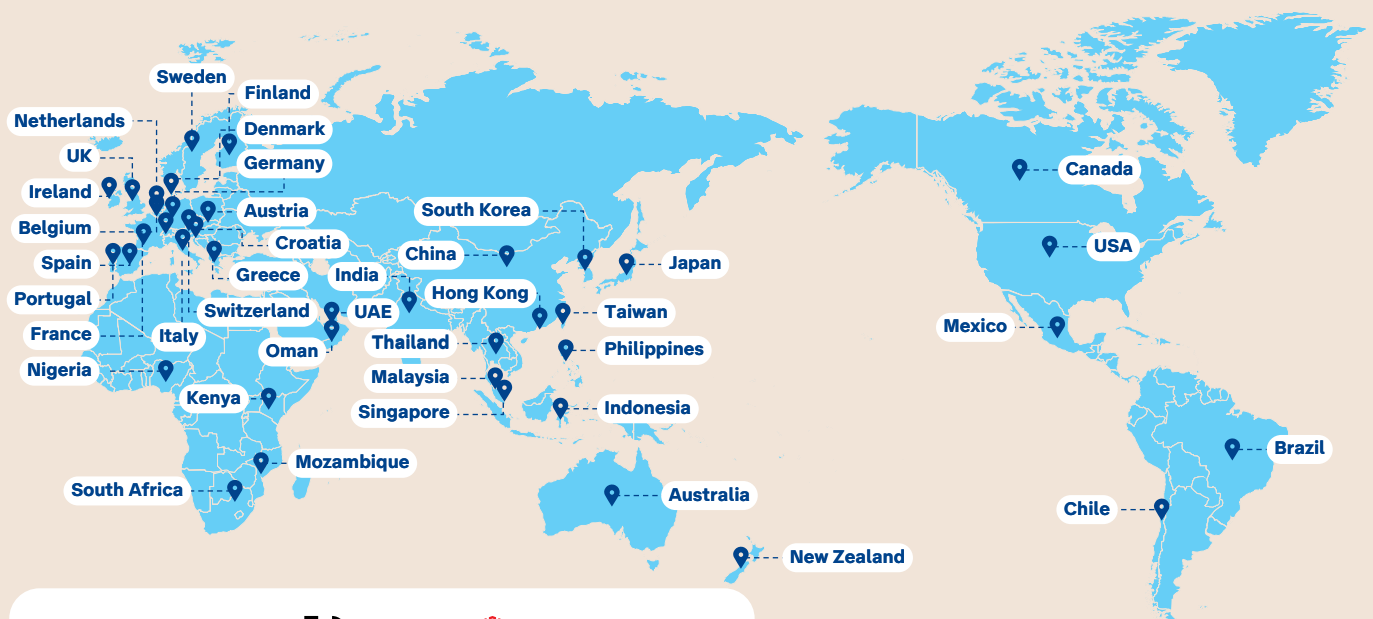 Sweden
Finland
Netherlands
Denmark
UK
Germany
Ireland
Canada
Austria
South Korea
Belgium
Croatia
USA
China
Spain
Japan
Greece
India
Hong Kong
Portugal
Switzerland
UAE
Taiwan
Mexico
France
Italy
Thailand
Oman
Philippines
Nigeria
Malaysia
Kenya
Singapore
Indonesia
Brazil
Mozambique
South Africa
Australia
Chile
New Zealand